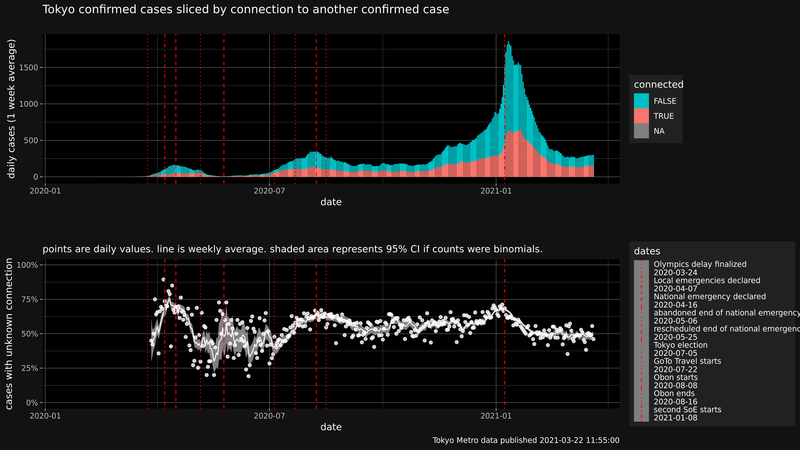 Tokyo confirmed cases sliced by connection to another confirmed case
daily cases (1 week average)
1500
1000
500
0
2020-01
2020-07
2021-01
date
connected
FALSE
TRUE
NA
points are daily values. line is weekly average. shaded area represents 95% CI if counts were binomials.
cases with unknown connection
100%
75%
50%
25%
0%
2020-01
2020-07
2021-01
date
dates
Olympics delay finalized
2020-03-24
Local emergencies declared
2020-04-07
National emergency declared
2020-04-16
abandoned end of national emergency
2020-05-06
rescheduled end of national emergenc
2020-05-25
Tokyo election
2020-07-05
GoTo Travel starts
2020-07-22
Obon starts
2020-08-08
Obon ends
2020-08-16
second SoE starts
2021-01-08
Tokyo Metro data published 2021-03-22 11:55:00